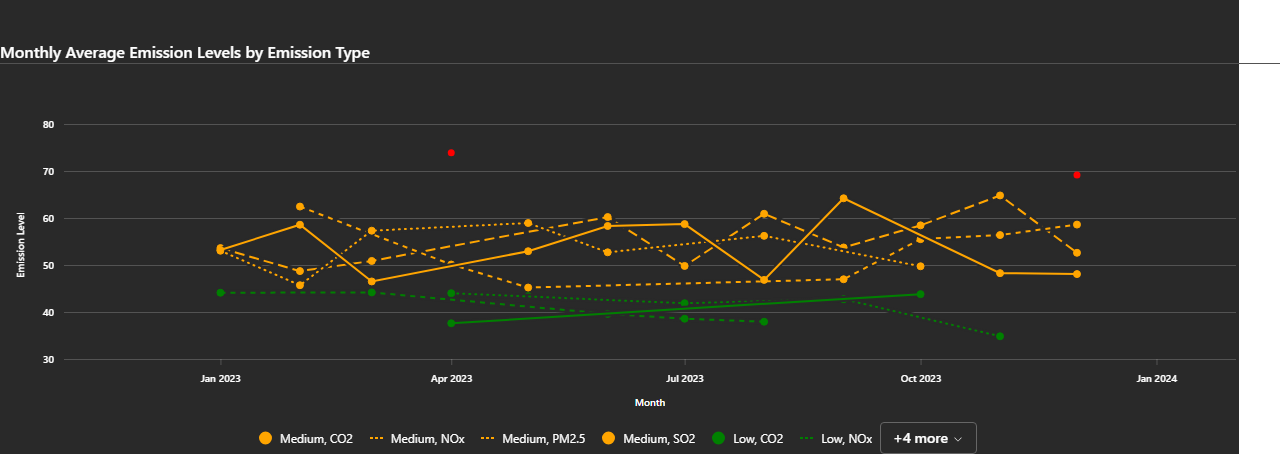 Monthly Average Emission Levels by Emission Type
80
70
60
50
40
30
Emission Level
Jan 2023 Apr 2023 Jul 2023 Oct 2023 Jan 2024
Month
Medium, CO2 Medium, NOx Medium, PM2.5 Medium, SO2 Low, CO2 Low, NOx +4 more